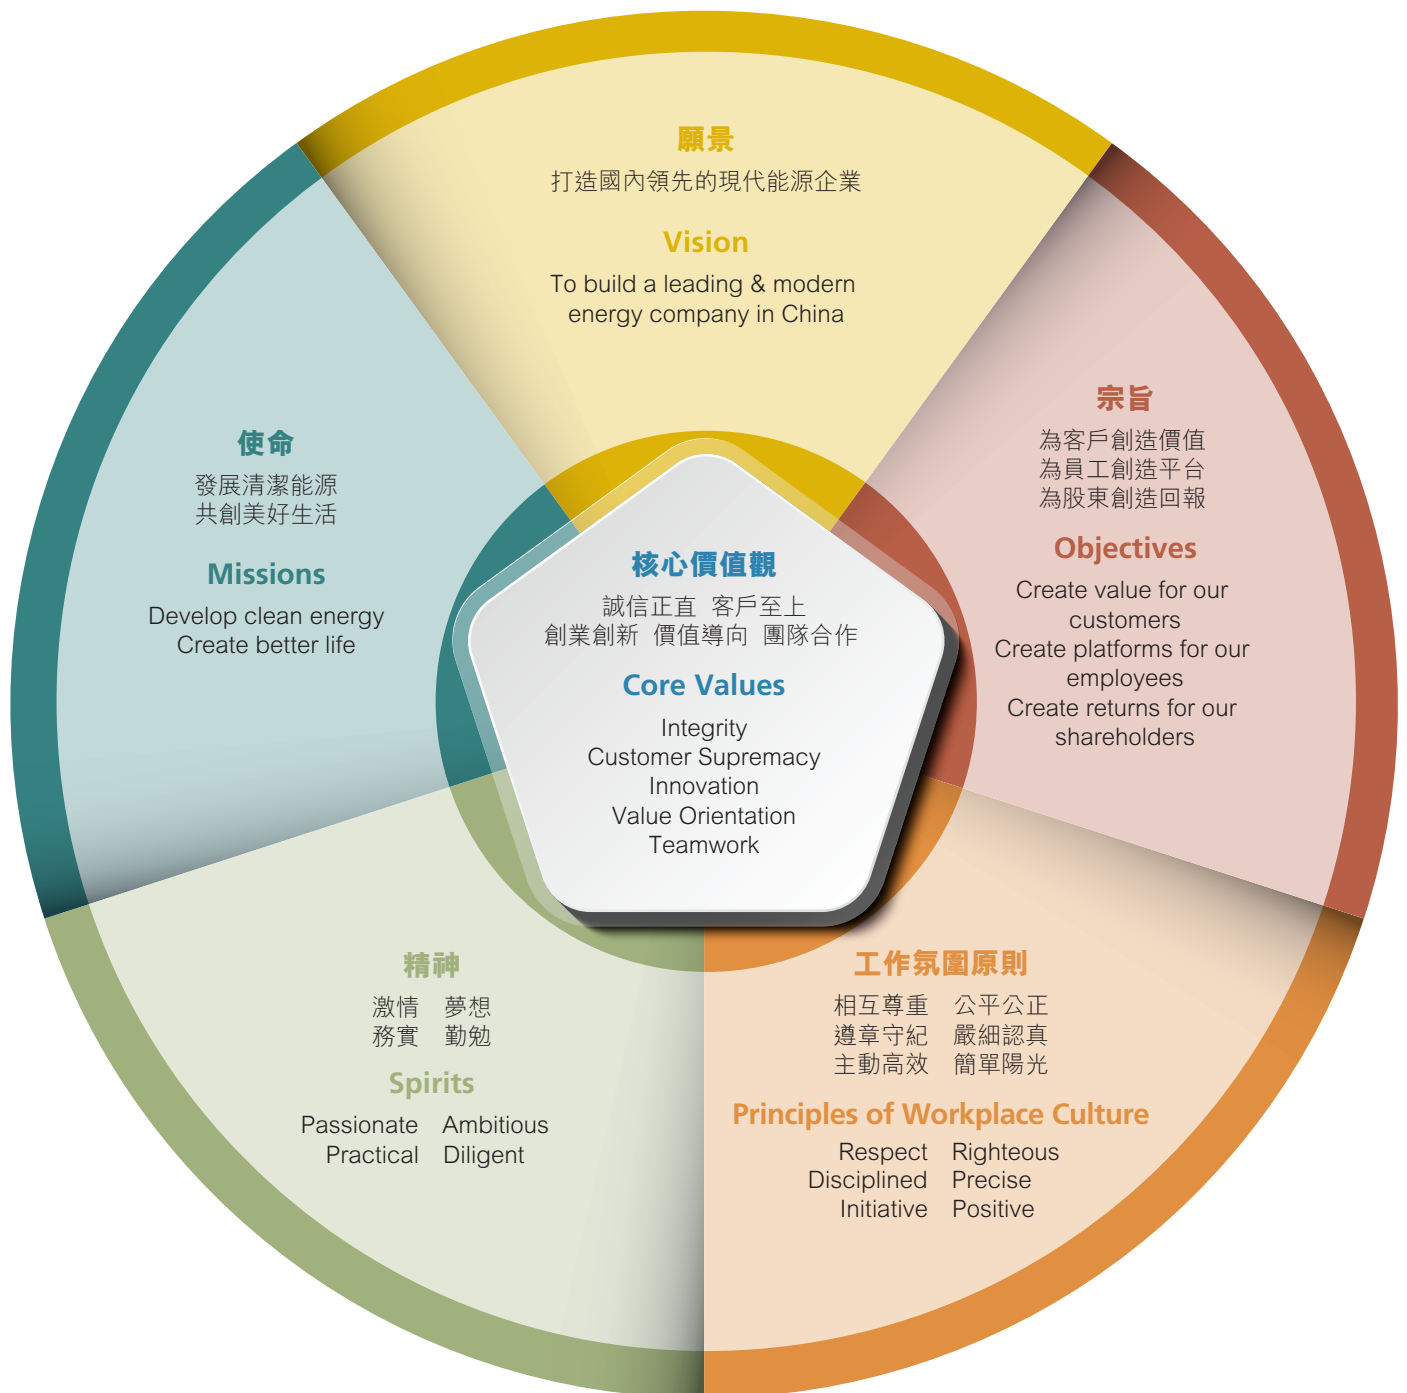 願景
打造國內領先的現代能源企業
Vision
To build a leading & modern
energy company in China
宗旨
為客戶創造價值
為員工創造平台
為股東創造回報
Objectives
Create value for our
customers
Create platforms for our
employees
Create returns for our
shareholders
工作氛圍原則
相互尊重 公平公正
遵章守紀 嚴細認真
主動高效 簡單陽光
Principles of Workplace Culture
Respect Righteous
Disciplined Precise
Initiative Positive
精神
激情 夢想
務實 勤勉
Spirits
Passionate Ambitious
Practical Diligent
使命
發展清潔能源
共創美好生活
Missions
Develop clean energy
Create better life
核心價值觀
誠信正直 客戶至上
創業創新 價值導向 團隊合作
Core Values
Integrity
Customer Supremacy
Innovation
Value Orientation
Teamwork